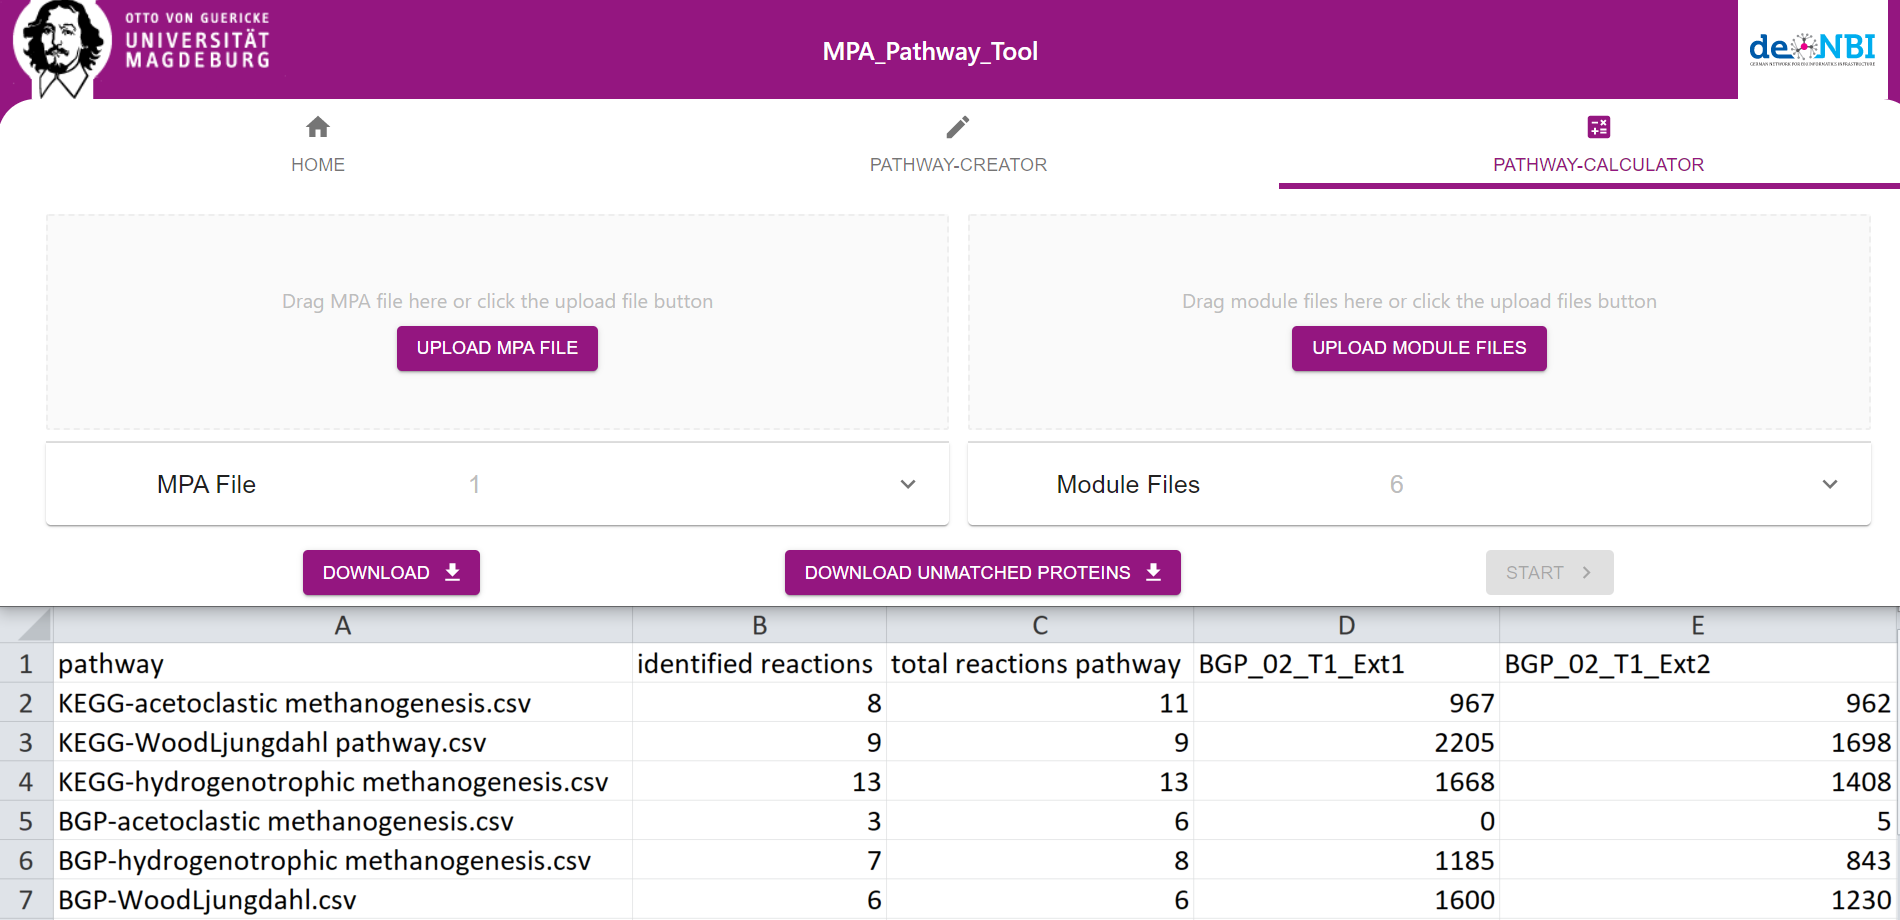 OTTO VON GUERICKE
UNIVERSITÄT
MAGDEBURG
MPA_Pathway_Tool
de NBI
GERMAN NETWORK FOR BIOINFORMATICS INFRASTRUCTURE
HOME
PATHWAY-CREATOR
PATHWAY-CALCULATOR
Drag MPA file here or click the upload file button
Drag module files here or click the upload files button
UPLOAD MPA FILE
UPLOAD MODULE FILES
MPA File 1
Module Files 6
DOWNLOAD
DOWNLOAD UNMATCHED PROTEINS
START
A B C D E
1 pathway identified reactions total reactions pathway BGP_02_T1_Ext1 BGP_02_T1_Ext2
2 KEGG-acetoclastic methanogenesis.csv 8 11 967 962
3 KEGG-WoodLjungdahl pathway.csv 9 9 2205 1698
4 KEGG-hydrogenotrophic methanogenesis.csv 13 13 1668 1408
5 BGP-acetoclastic methanogenesis.csv 3 6 0 5
6 BGP-hydrogenotrophic methanogenesis.csv 7 8 1185 843
7 BGP-WoodLjungdahl.csv 6 6 1600 1230